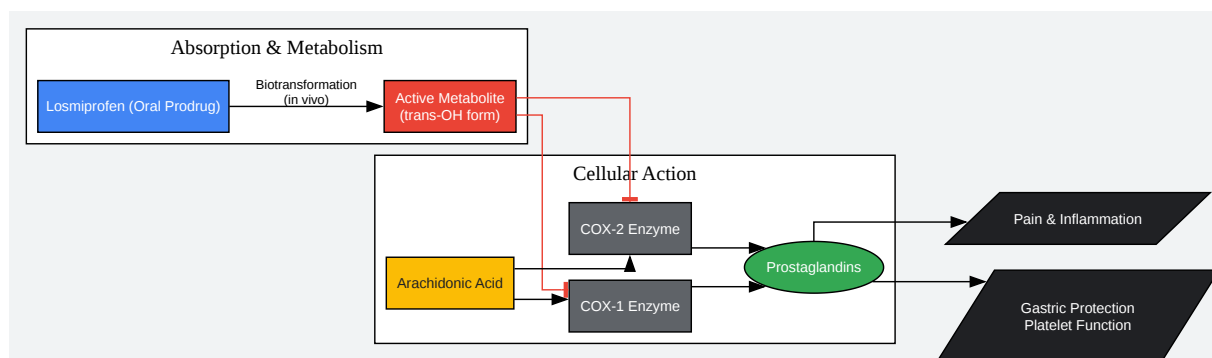 Absorption & Metabolism
Losmiprofen (Oral Prodrug)
Biotransformation
(in vivo)
Active Metabolite
(trans-OH form)
Cellular Action
COX-2 Enzyme
Arachidonic Acid
COX-1 Enzyme
Prostaglandins
Pain & Inflammation
Gastric Protection
Platelet Function